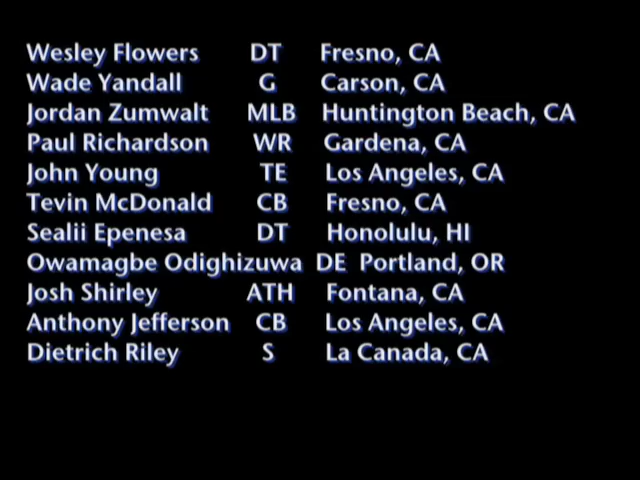 Wesley Flowers DT Fresno, CA
Wade Yandall G Carson, CA
Jordan Zumwalt MLB Huntington Beach, CA
Paul Richardson WR Gardena, CA
John Young TE Los Angeles, CA
Tevin McDonald CB Fresno, CA
Sealii Epenesa DT Honolulu, HI
Owamagbe Odighizuwa DE Portland, OR
Josh Shirley ATH Fontana, CA
Anthony Jefferson CB Los Angeles, CA
Dietrich Riley S La Canada, CA